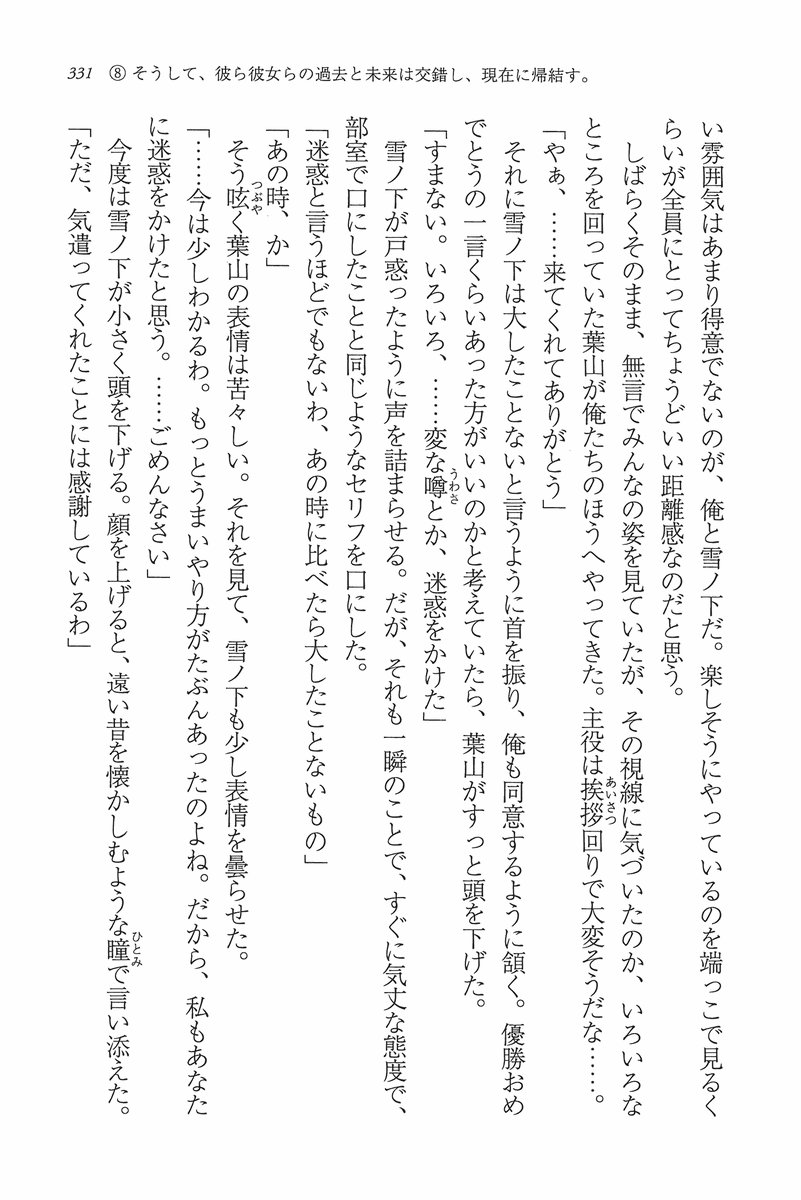 331 ⑧ そうして、彼ら彼女らの過去と未来は交錯し、現在に帰結す。
い雰囲気はあまり得意でないのが、俺と雪ノ下だ。楽しそうにやっているのを端っこで見るく
らいが全員にとってちょうどいい距離感なのだと思う。
　しばらくそのまま、無言でみんなの姿を見ていたが、その視線に気づいたのか、いろいろな
ところを回っていた葉山が俺たちのほうへやってきた。主役は挨拶回りで大変そうだな……。
「やぁ、……来てくれてありがとう」
　それに雪ノ下は大したことないと言うように首を振り、俺も同意するように頷く。優勝おめ
でとうの一言くらいあった方がいいのかと考えていたら、葉山がすっと頭を下げた。
「すまない。いろいろ、……変な噂とか、迷惑をかけた」
　雪ノ下が戸惑ったように声を詰まらせる。だが、それも一瞬のことで、すぐに気丈な態度で、
部室で口にしたことと同じようなセリフを口にした。
「迷惑と言うほどでもないわ、あの時に比べたら大したことないもの」
「あの時、か」
　そう呟く葉山の表情は苦々しい。それを見て、雪ノ下も少し表情を曇らせた。
「……今は少しわかるわ。もっとうまいやり方がたぶんあったのよね。だから、私もあなた
に迷惑をかけたと思う。……ごめんなさい」
　今度は雪ノ下が小さく頭を下げる。顔を上げると、遠い昔を懐かしむような瞳で言い添えた。
「ただ、気遣ってくれたことには感謝しているわ」
あいさつ
うわさ
つぶや
ひとみ